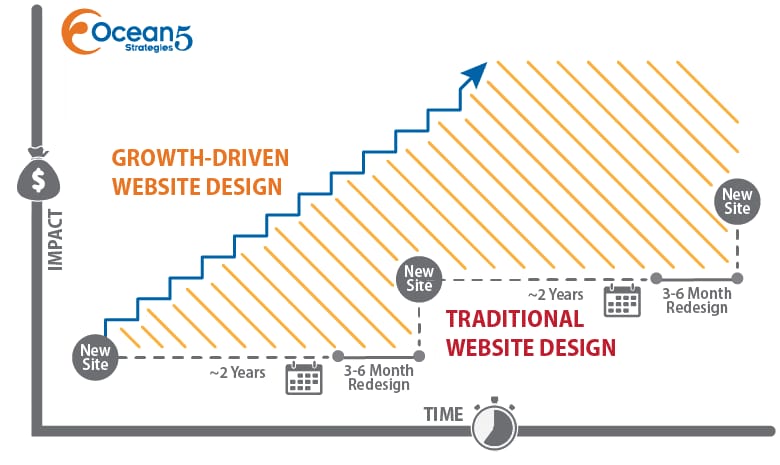 Ocean5
Strategies
GROWTH-DRIVEN
WEBSITE DESIGN
$
IMPACT
New
Site
New
Site
New
Site
~2 Years
3-6 Month
Redesign
TRADITIONAL
WEBSITE DESIGN
~2 Years
3-6 Month
Redesign
TIME